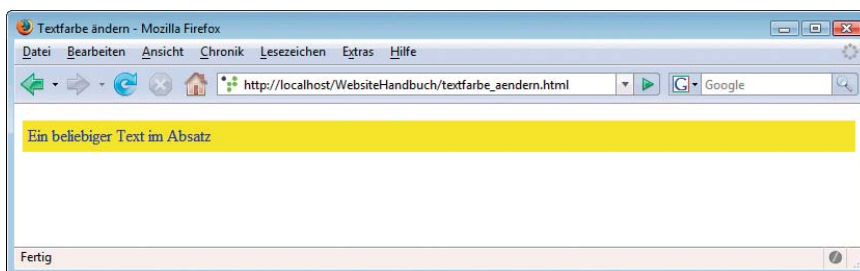 Textfarbe ändern - Mozilla Firefox
Datei Bearbeiten Ansicht Chronik Lesezeichen Extras Hilfe
http://localhost/WebsiteHandbuch/textfarbe_aendern.html G Google
Ein beliebiger Text im Absatz
Fertig